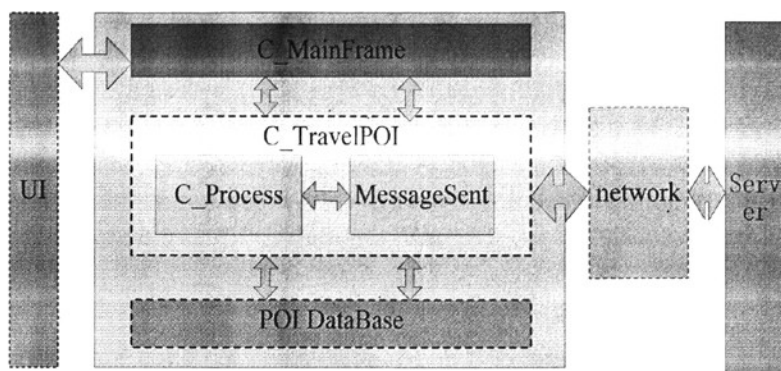 UI
C_MainFrame
C_TravelPOI
C_Process
MessageSent
POI DataBase
network
Serv
er